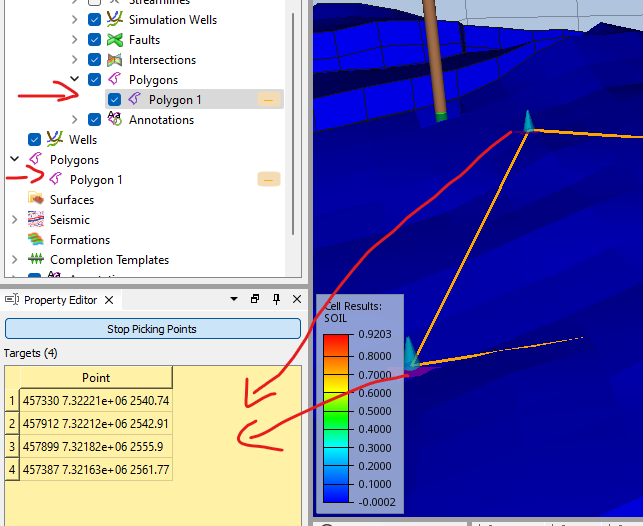 Streamlines
Simulation Wells
Faults
Intersections
Polygons
Polygon 1
Annotations
Wells
Polygons
Polygon 1
Surfaces
Seismic
Formations
Completion Templates
Property Editor
Stop Picking Points
Targets (4)
Point
1 457330 7.32221e+06 2540.74
2 457912 7.32212e+06 2542.91
3 457899 7.32182e+06 2555.9
4 457387 7.32163e+06 2561.77
Cell Results:
SOIL
0.9203
0.8000
0.7000
0.6000
0.5000
0.4000
0.3000
0.2000
0.1000
-0.0002